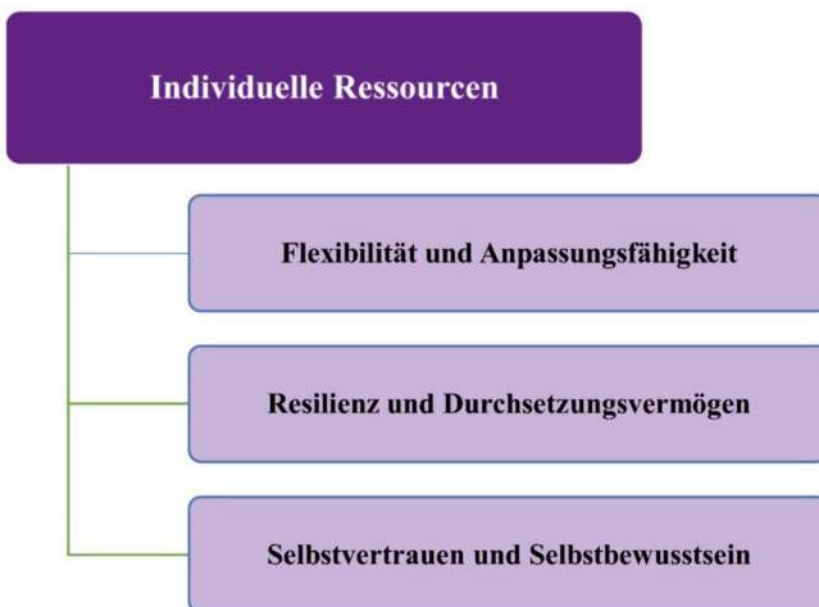 Individuelle Ressourcen
Flexibilität und Anpassungsfähigkeit
Resilienz und Durchsetzungsvermögen
Selbstvertrauen und Selbstbewusstsein